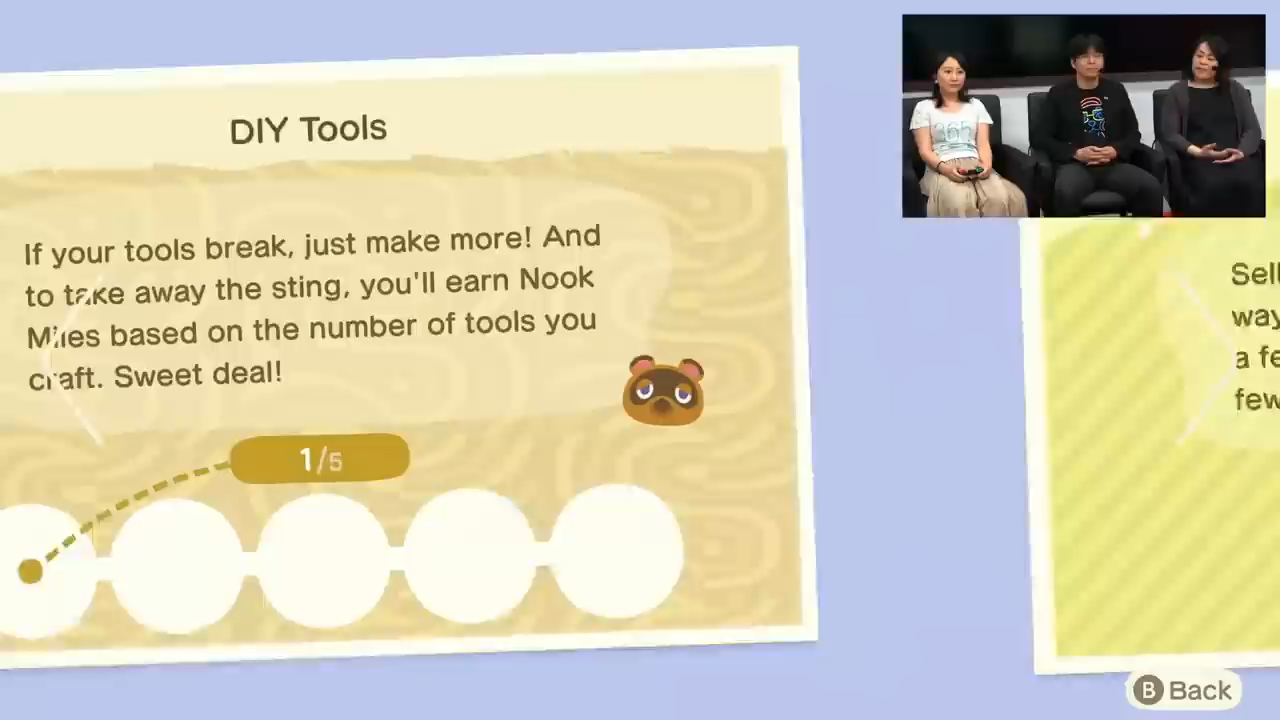 DIY Tools
If your tools break, just make more! And
to take away the sting, you'll earn Nook
Miles based on the number of tools you
craft. Sweet deal!
1/5
Sell
way
a fe
few
B Back
365